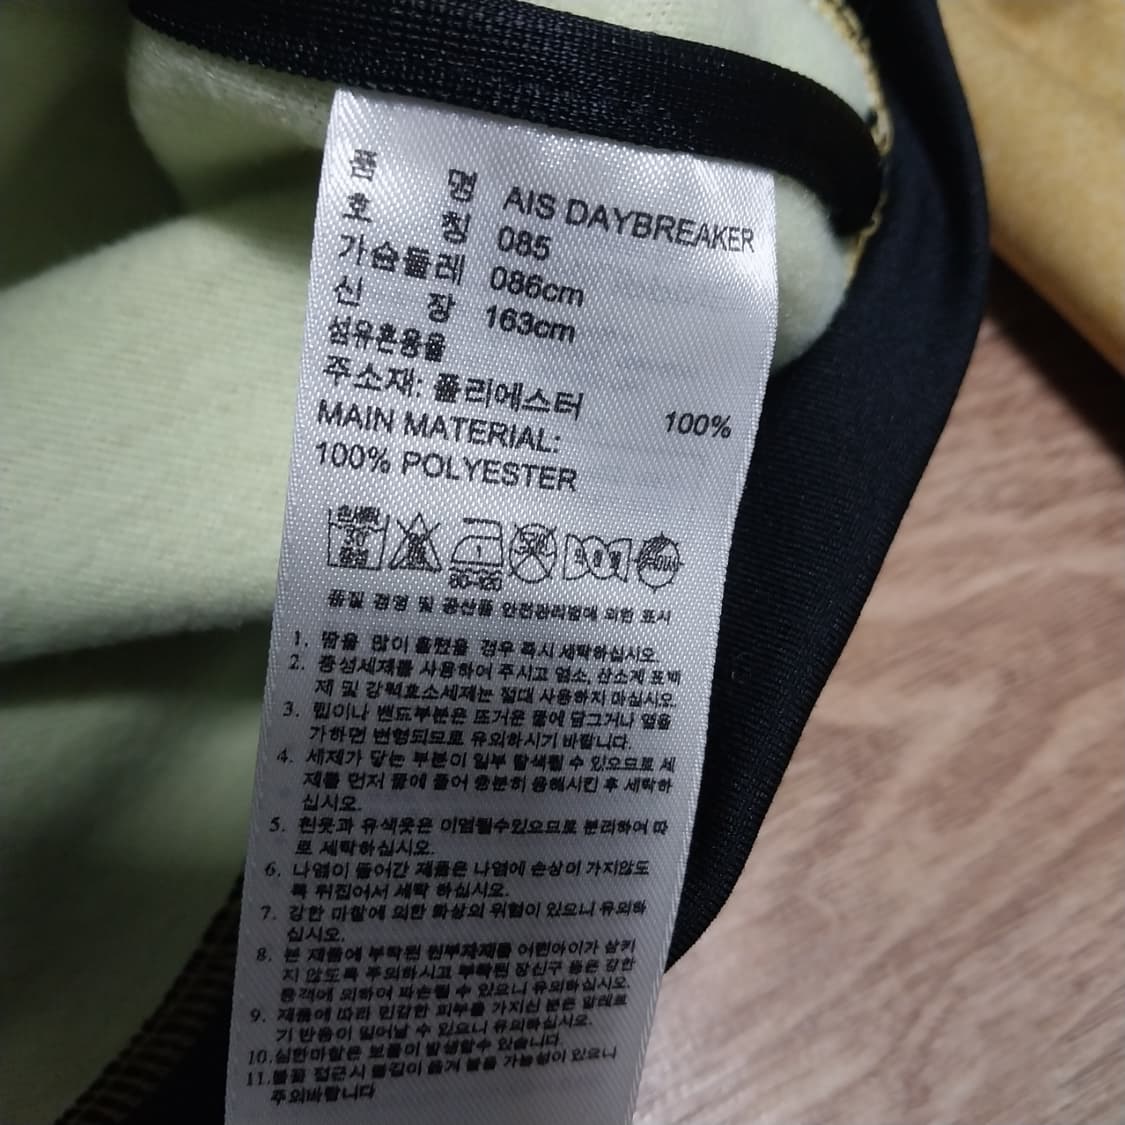 품 명 AIS DAYBREAKER
호 칭 085
가슴둘레 086cm
신 장 163cm
섬유혼용율
주소재: 폴리에스터 100%
MAIN MATERIAL:
100% POLYESTER
품질 경영 및 공산품 안전관리법에 의한 표시
1. 땀을 많이 흘렸을 경우 즉시 세탁하십시오.
2. 중성세제를 사용하여 주시고 염소, 산소계 표백
제 및 강력효소세제는 절대 사용하지 마십시오.
3. 렙이나 밴드부분은 뜨거운 물에 담그거나 열을
가하면 변형되므로 유의하시기 바랍니다.
4. 세제가 닿는 부분이 일부 탈색될 수 있으므로 세
제를 먼저 물에 풀어 충분히 용해시킨 후 세탁하
십시오.
5. 흰옷과 유색옷은 이염될수있으므로 분리하여 따
로 세탁하십시오.
6. 나염이 들어간 제품은 나염에 손상이 가지않도
록 뒤집어서 세탁 하십시오.
7. 강한 마찰에 의한 화상의 위험이 있으니 유의하
십시오.
8. 본 제품에 부착된 원부자재를 어린아이가 삼키
지 않도록 주의하시고 부착된 장신구 등은 강한
충격에 의하여 파손될 수 있으니 유의하십시오.
9. 제품에 따라 민감한 피부를 가지신 분은 알레르
기 반응이 일어날 수 있으니 유의하십시오.
10.심한마찰은 보풀이 발생할수 있습니다.
11.불꽃 접근시 불길이 옮겨 붙을 가능성이 있으니
주의바랍니다